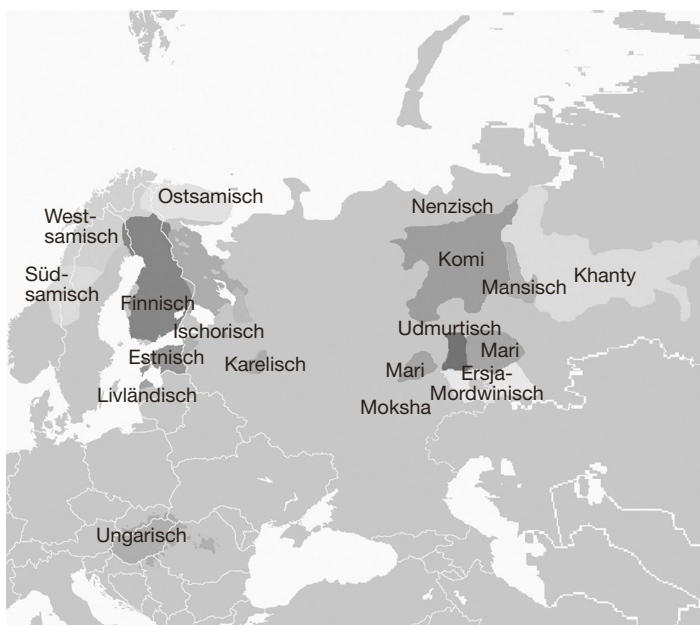 Ostsamisch
West-
samisch
Nenzisch
Komi
Süd-
samisch
Khanty
Mansisch
Finnisch
Ischorisch
Udmurtisch
Estnisch
Mari
Karelisch
Mari
Ersja-
Mordwinisch
Livländisch
Moksha
Ungarisch